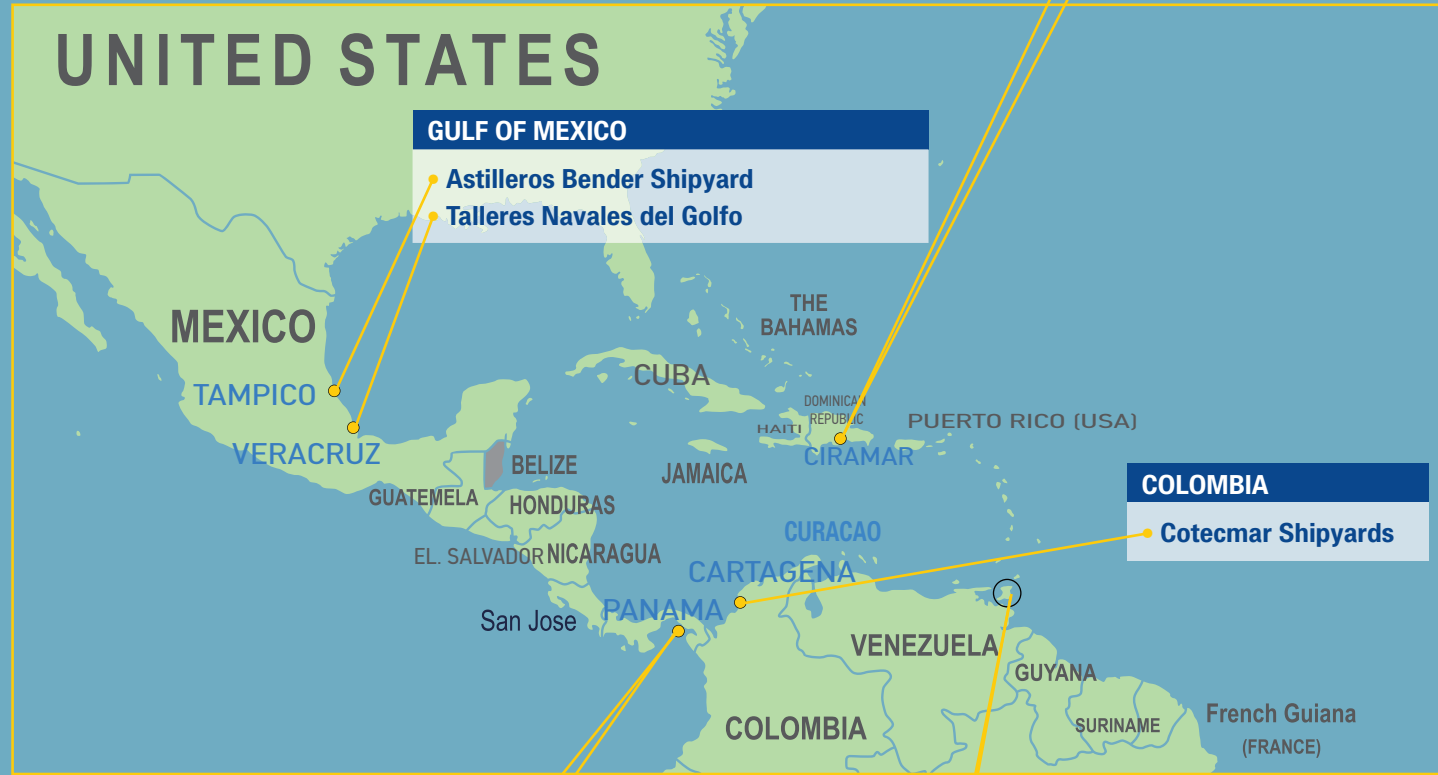 UNITED STATES
GULF OF MEXICO
Astilleros Bender Shipyard
Talleres Navales del Golfo
THE
BAHAMAS
MEXICO
CUBA
TAMPICO
DOMINICAN
REPUBLIC
HAITI
PUERTO RICO (USA)
VERACRUZ
CIRAMAR
BELIZE
JAMAICA
COLOMBIA
Cotecmar Shipyards
GUATEMELA
HONDURAS
CURACAO
EL. SALVADOR
NICARAGUA
CARTAGENA
San Jose
PANAMA
VENEZUELA
GUYANA
COLOMBIA
SURINAME
French Guiana
(FRANCE)